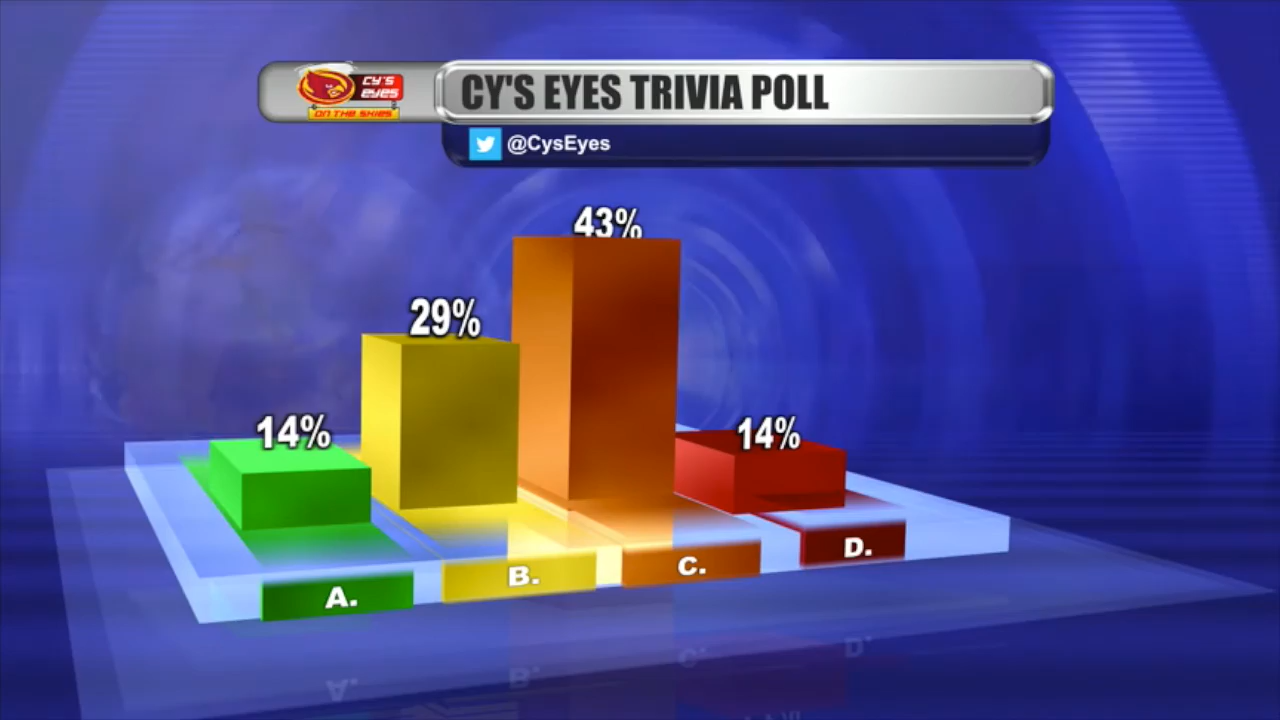 CY'S
EYES
ON THE SKIES
CY'S EYES TRIVIA POLL
@CysEyes
43%
29%
14%
14%
A.
B.
C.
D.